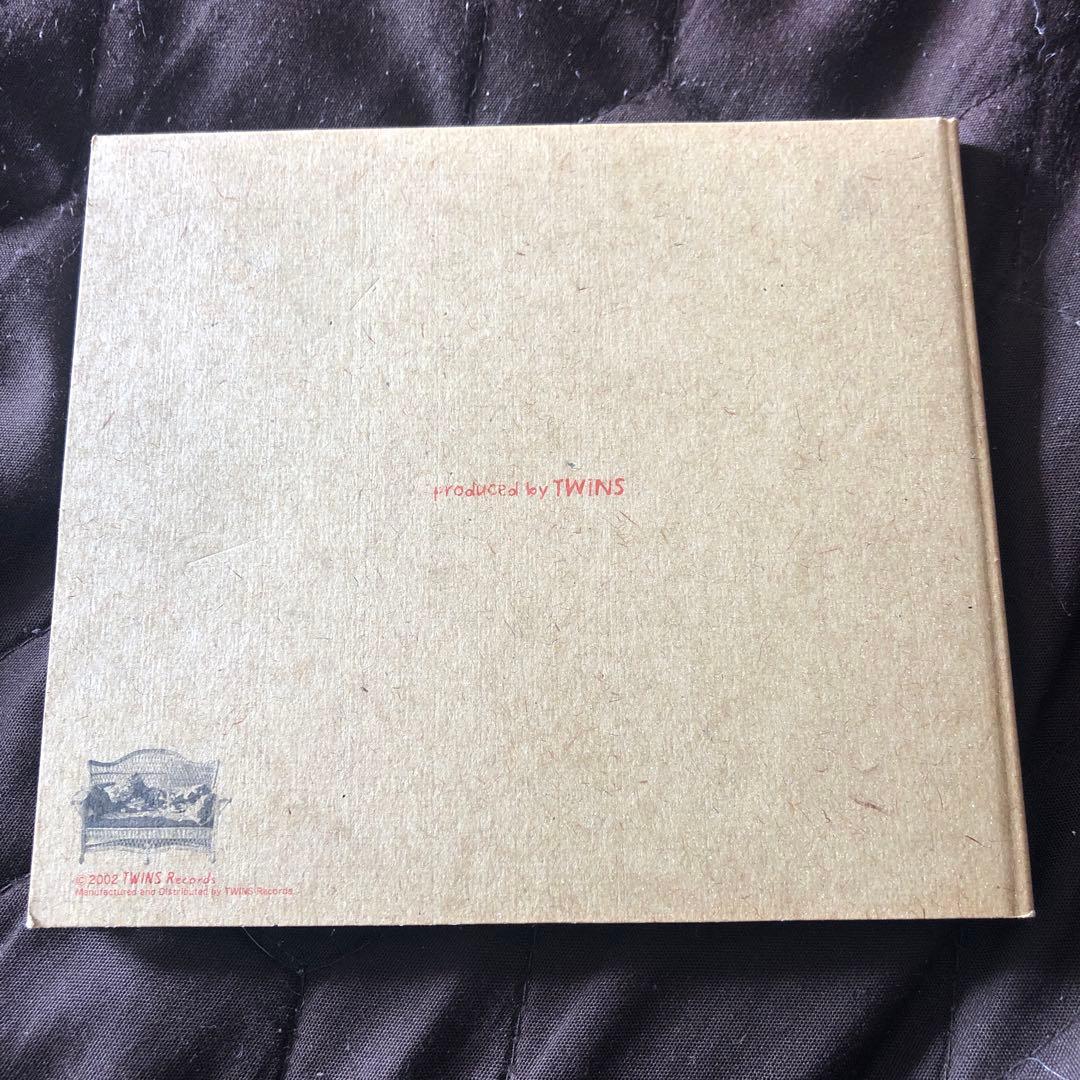 produced by TWiNS
© 2002 TWINS Records
Manufactured and Distributed by TWINS Records